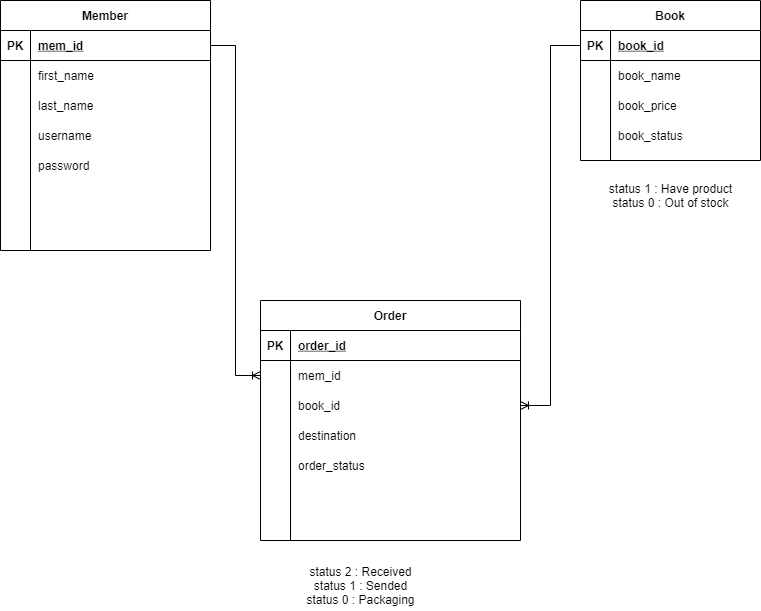 Member
PK mem_id
first_name
last_name
username
password
Book
PK book_id
book_name
book_price
book_status
status 1 : Have product
status 0 : Out of stock
Order
PK order_id
mem_id
book_id
destination
order_status
status 2 : Received
status 1 : Sended
status 0 : Packaging